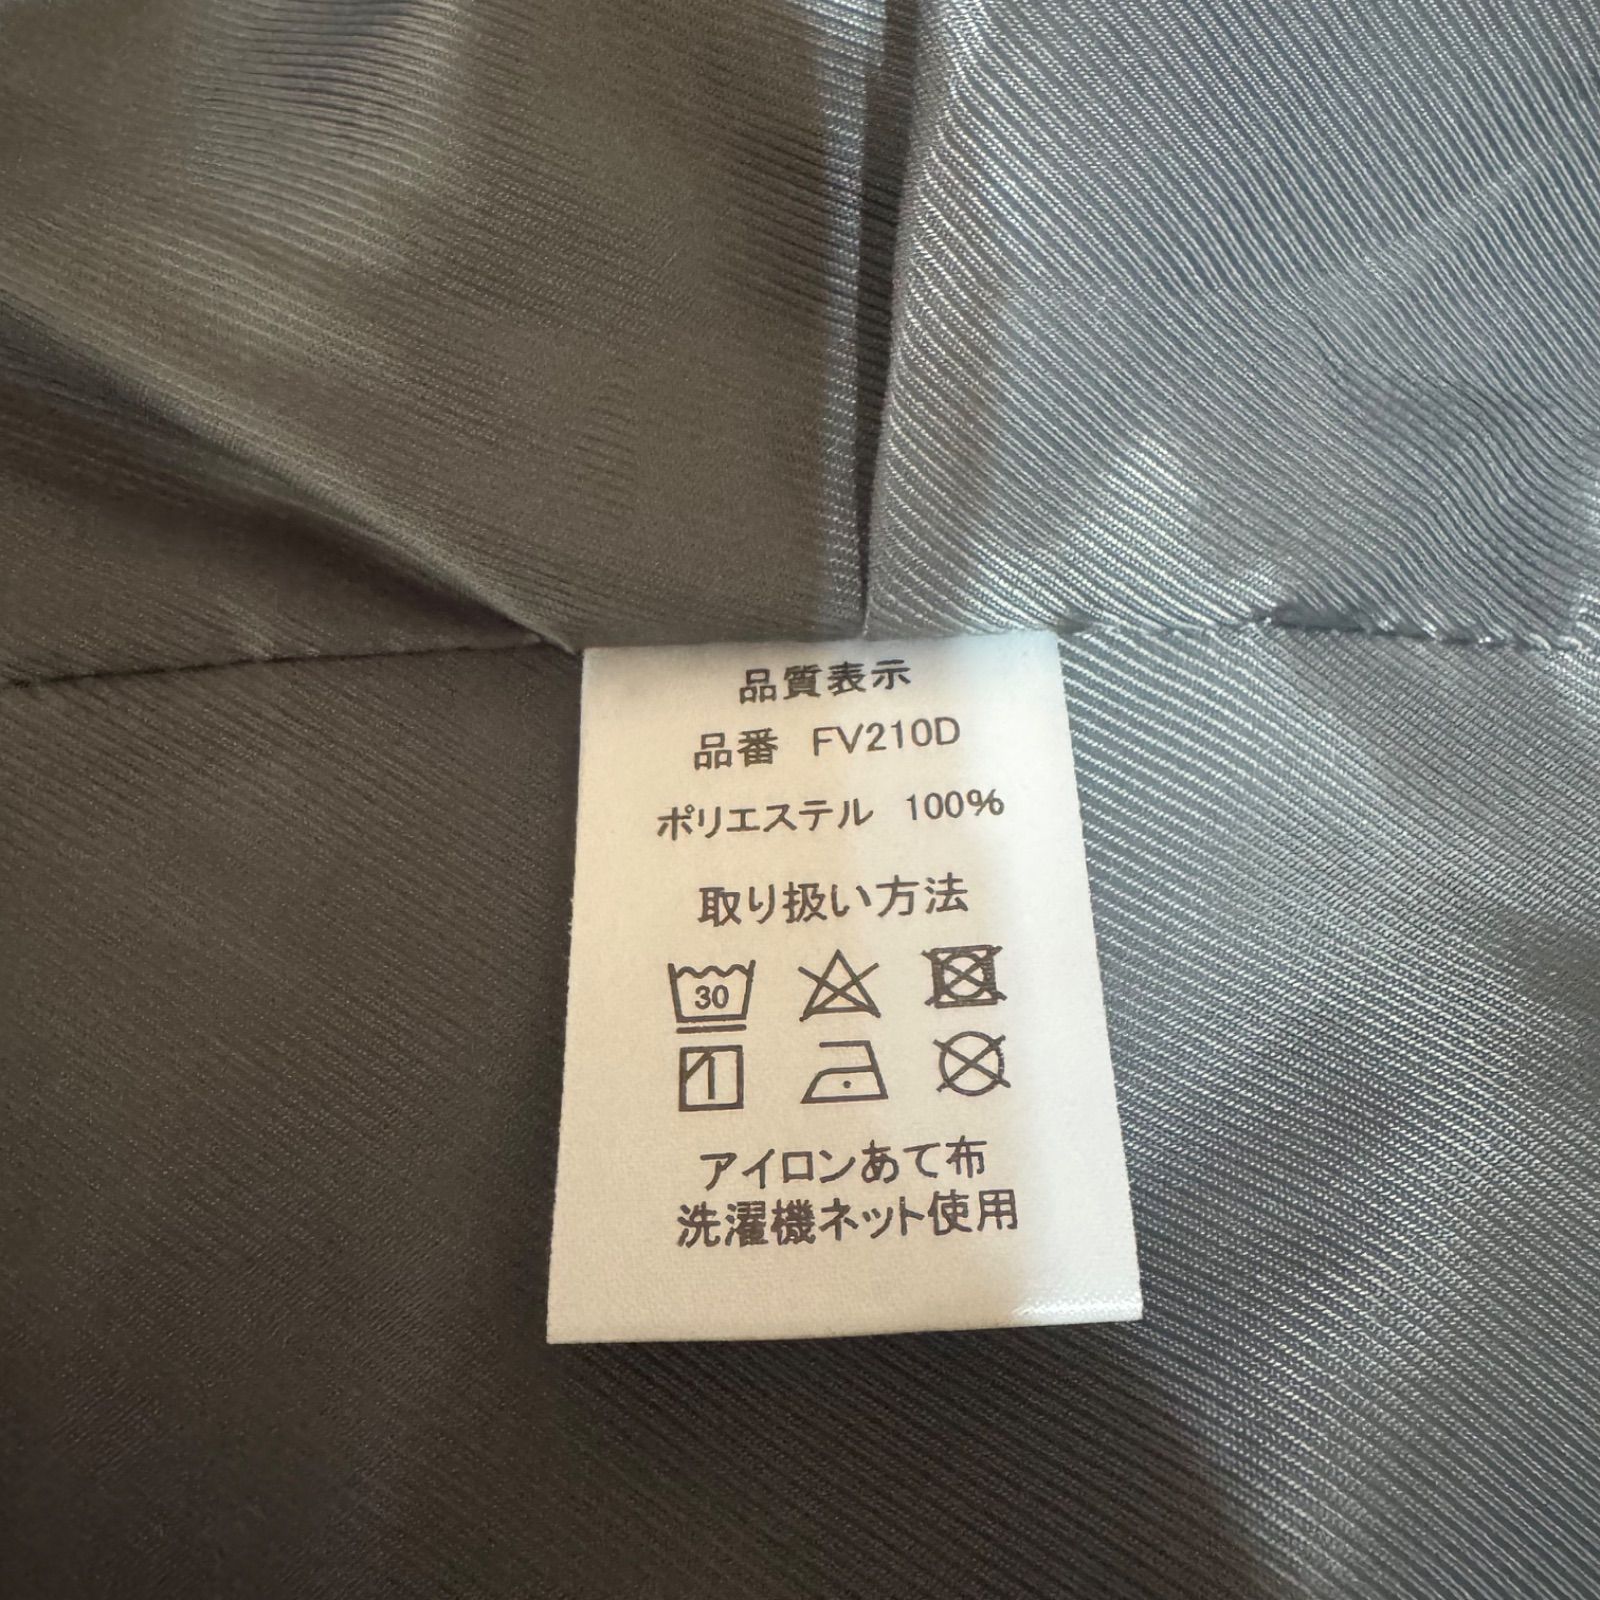 品質表示
品番 FV210D
ポリエステル 100%
取り扱い方法
30
アイロンあて布
洗濯機ネット使用